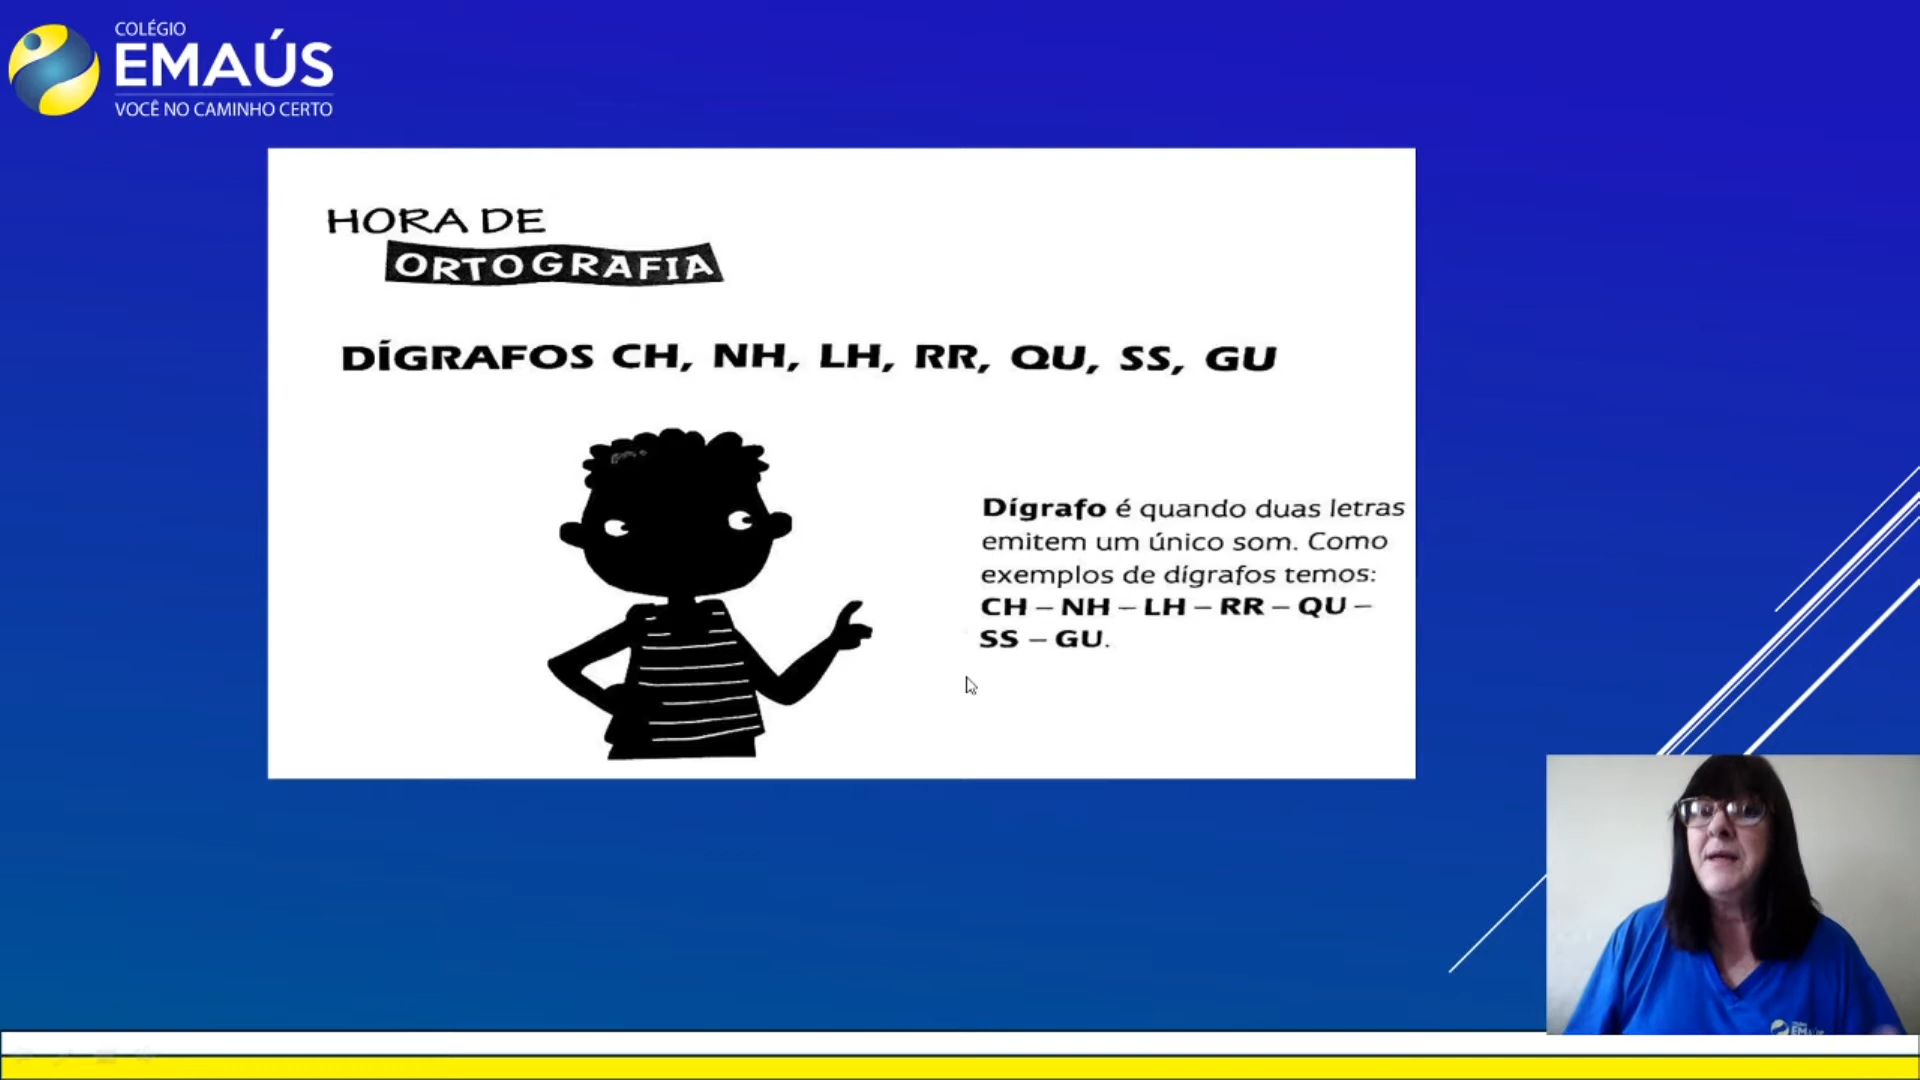 COLÉGIO
EMAÚS
VOCÊ NO CAMINHO CERTO
HORA DE
ORTOGRAFIA
DÍGRAFOS CH, NH, LH, RR, QU, SS, GU
Dígrafo é quando duas letras
emitem um único som. Como
exemplos de dígrafos temos:
CH – NH – LH – RR – QU –
SS – GU.